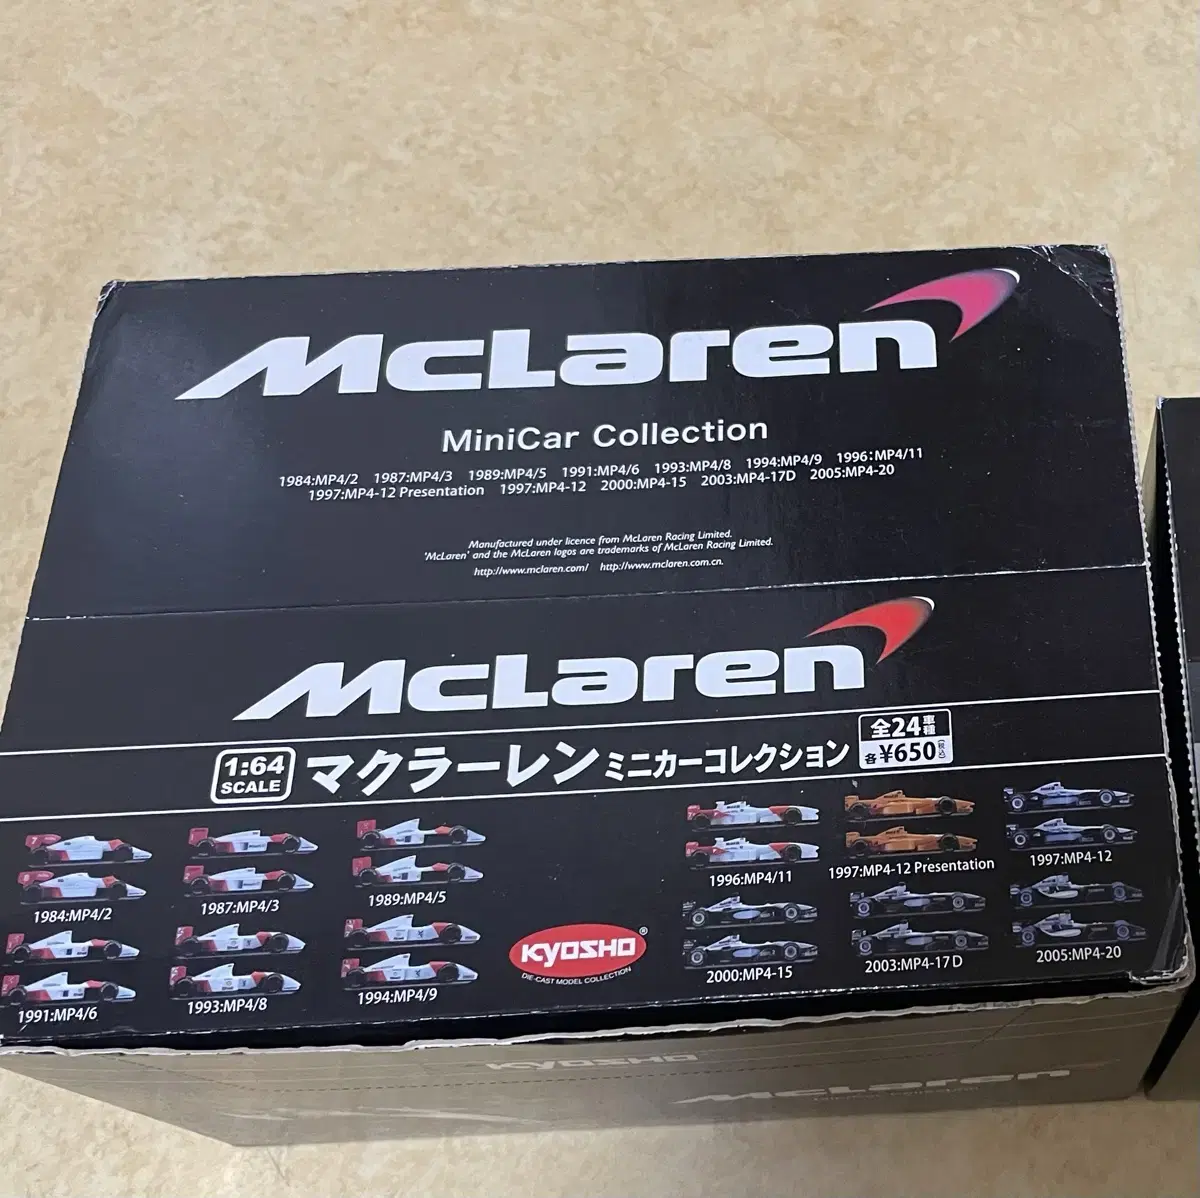 McLaren
MiniCar Collection
1984:MP4/2 1987:MP4/3 1989:MP4/5 1991:MP4/6 1993:MP4/8 1994:MP4/9 1996:MP4/11
1997:MP4-12 Presentation 1997:MP4-12 2000:MP4-15 2003:MP4-17D 2005:MP4-20
Manufactured under licence from McLaren Racing Limited.
'McLaren' and the McLaren logos are trademarks of McLaren Racing Limited.
http://www.mclaren.com/ http://www.mclaren.com.cn.
McLaren
1:64
SCALE
マクラーレン ミニカーコレクション
全24車種
各¥650(税込)
1984:MP4/2
1987:MP4/3
1989:MP4/5
1996:MP4/11
1997:MP4-12 Presentation
1997:MP4-12
1991:MP4/6
1993:MP4/8
1994:MP4/9
KYOSHO®
DIE-CAST MODEL COLLECTION
2000:MP4-15
2003:MP4-17D
2005:MP4-20
KYOSHO
McLaren